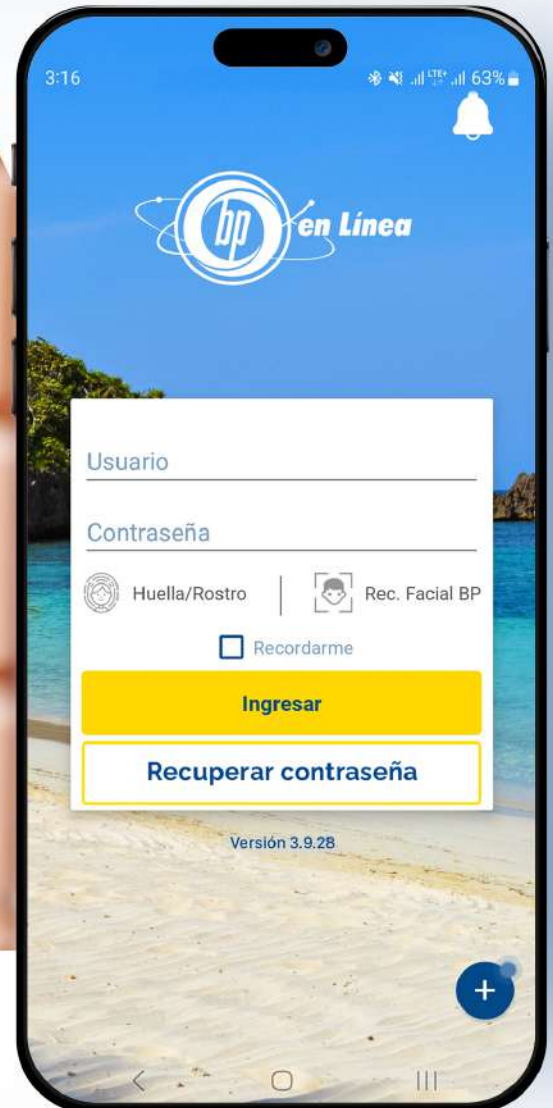 3:16
LTE+
63%
bp en Línea
Usuario
Contraseña
Huella/Rostro
Rec. Facial BP
Recordarme
Ingresar
Recuperar contraseña
Versión 3.9.28
+